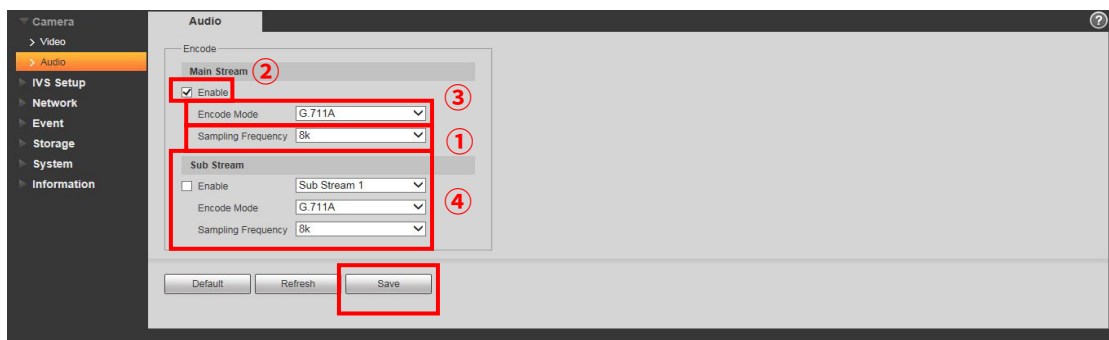 Camera
Video
Audio
IVS Setup
Network
Event
Storage
System
Information
Audio
?
Encode
Main Stream ②
Enable
③
Encode Mode G.711A
Sampling Frequency 8k
①
Sub Stream
Enable Sub Stream 1
④
Encode Mode G.711A
Sampling Frequency 8k
Default Refresh Save